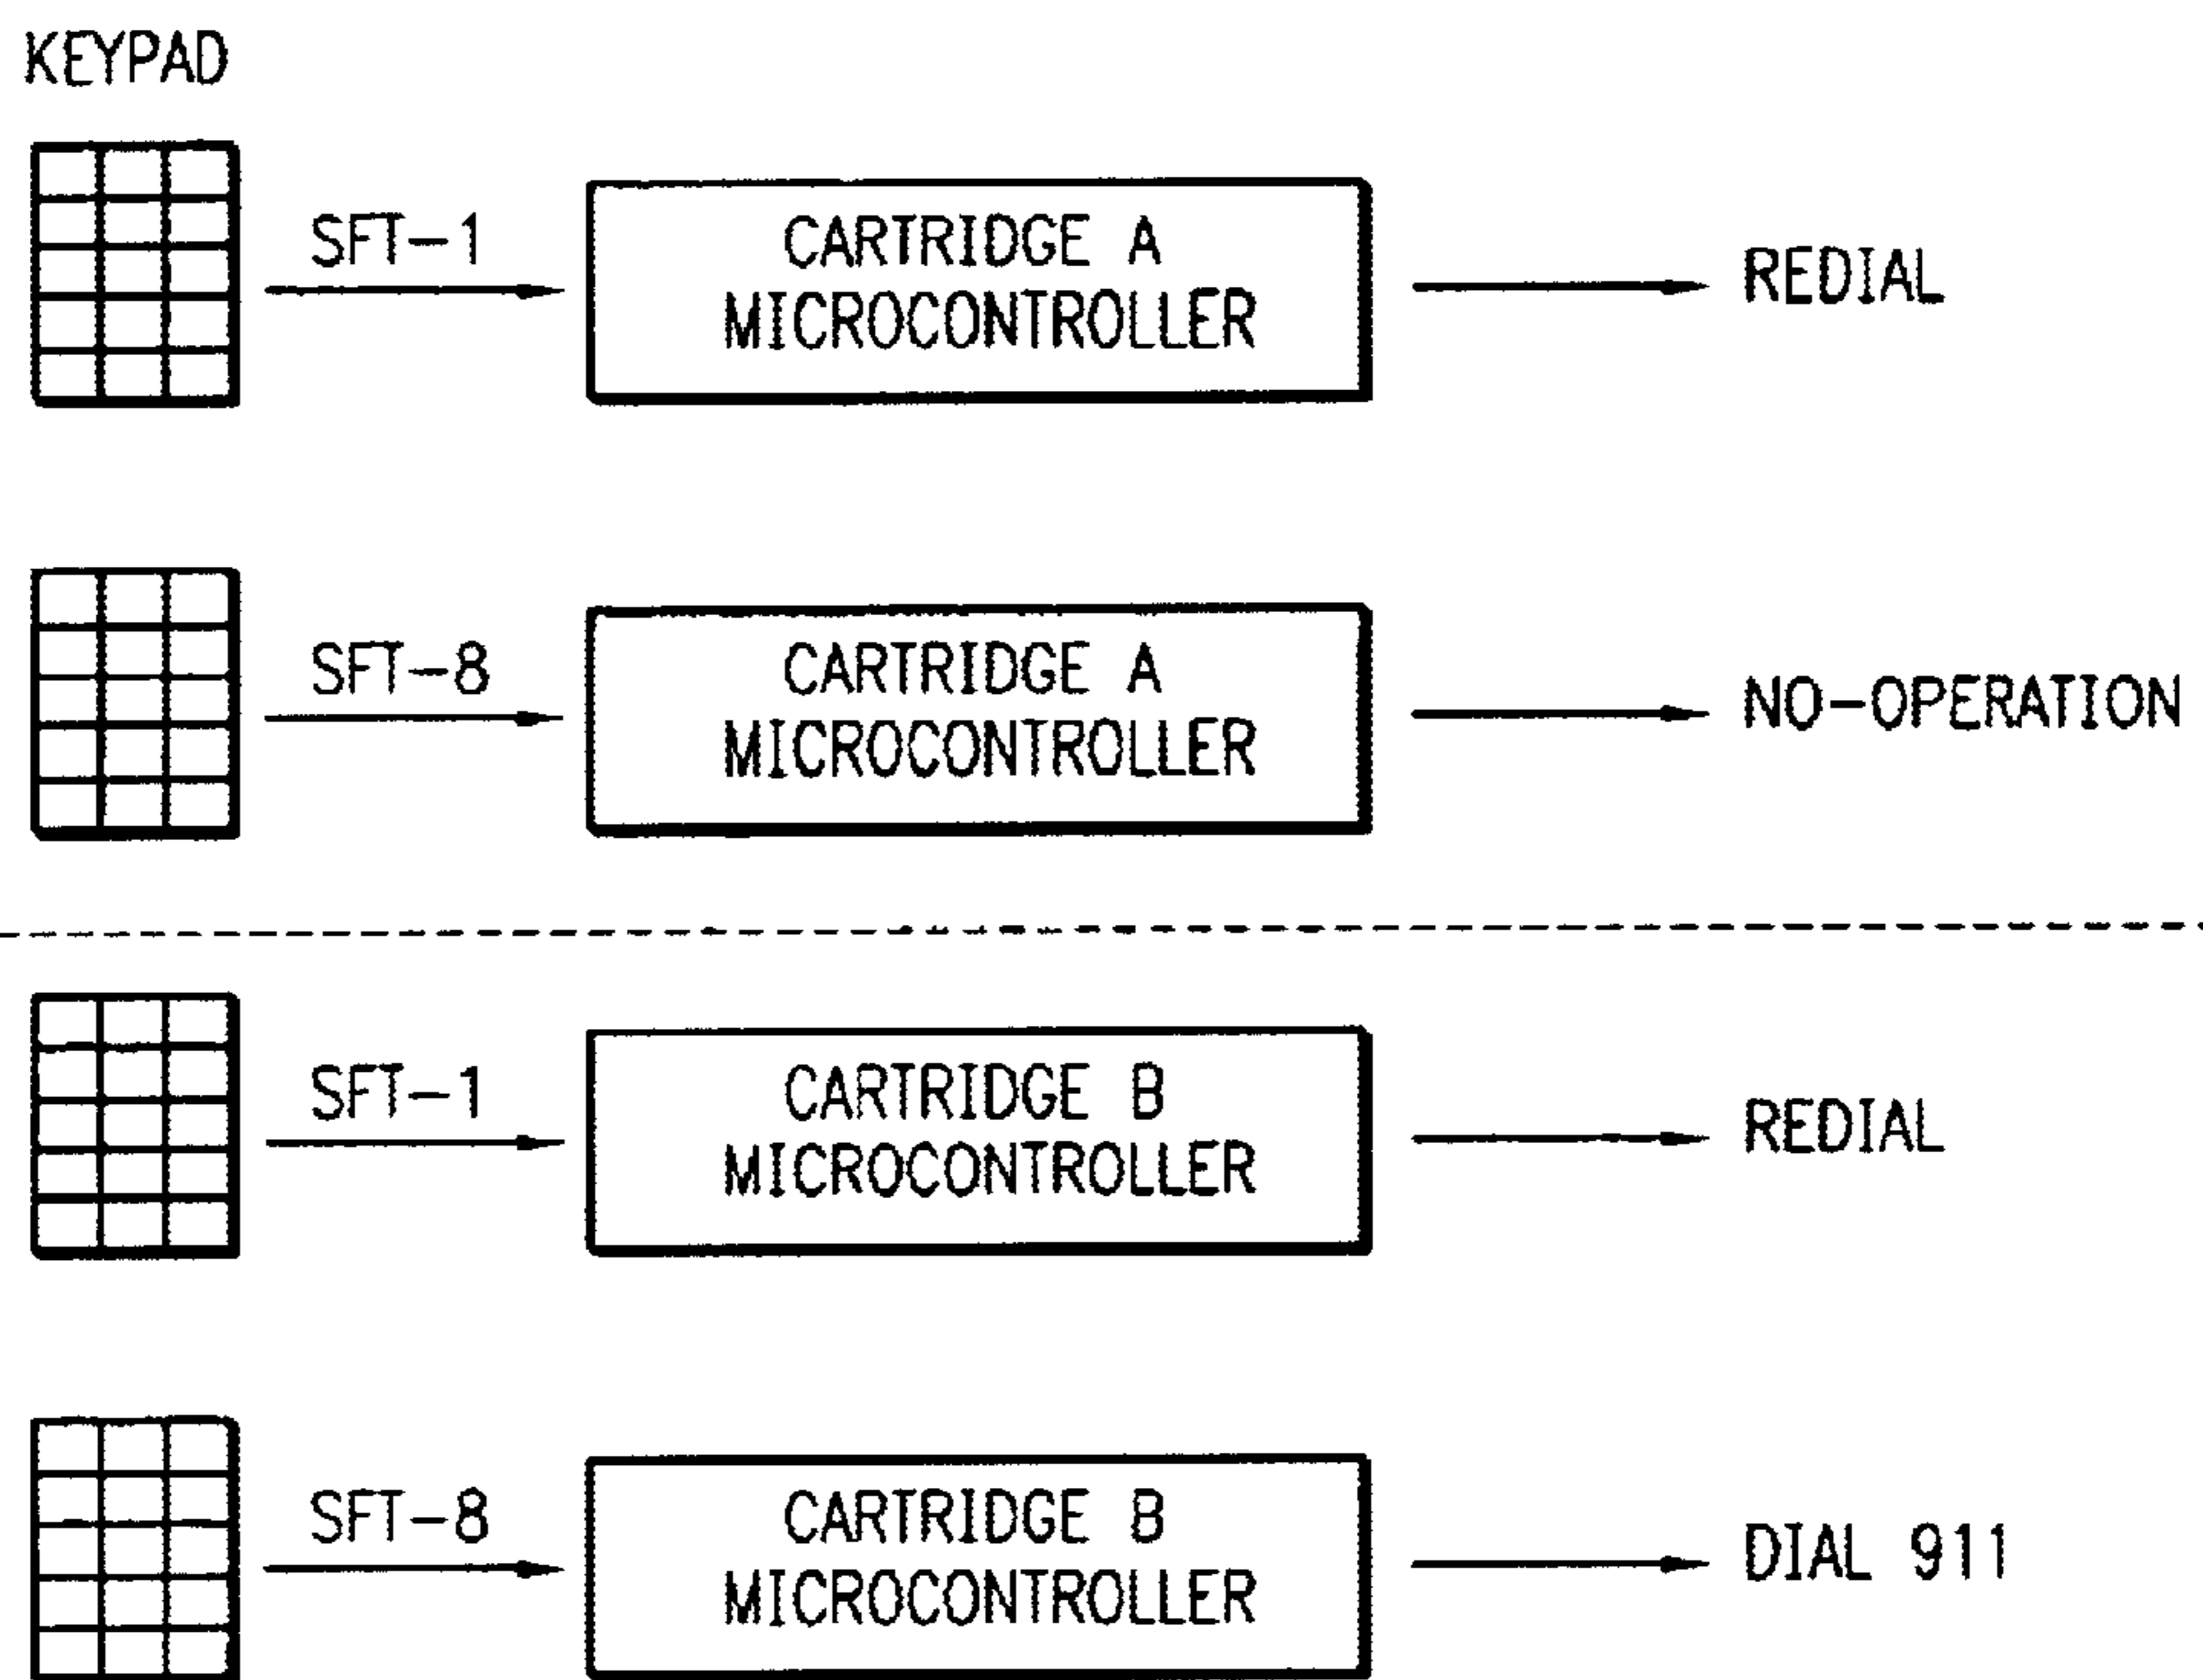 KEYPAD
SFT-1
CARTRIDGE A
MICROCONTROLLER
REDIAL
SFT-8
CARTRIDGE A
MICROCONTROLLER
NO-OPERATION
SFT-1
CARTRIDGE B
MICROCONTROLLER
REDIAL
SFT-8
CARTRIDGE B
MICROCONTROLLER
DIAL 911